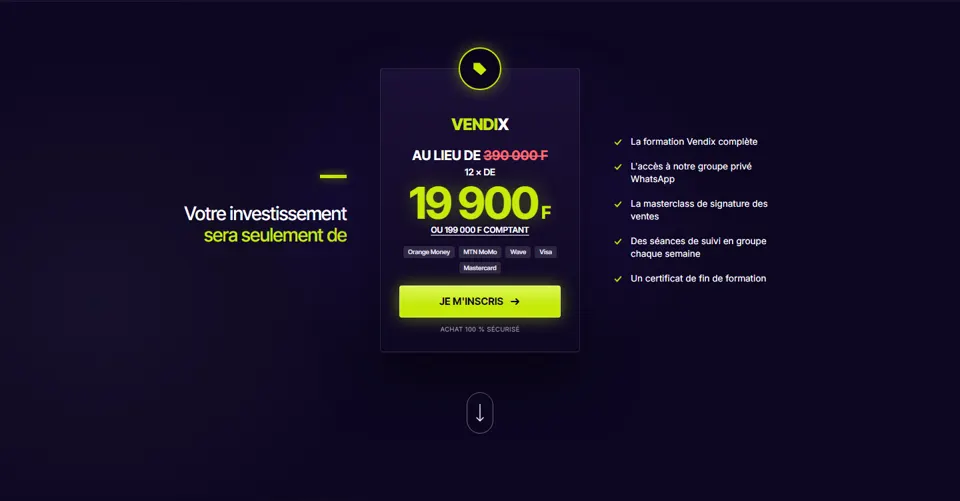 Votre investissement
sera seulement de
VENDIX
AU LIEU DE 390 000 F
12 × DE
19 900 F
OU 199 000 F COMPTANT
Orange Money MTN MoMo Wave Visa
Mastercard
JE M'INSCRIS →
ACHAT 100 % SÉCURISÉ
La formation Vendix complète
L'accès à notre groupe privé
WhatsApp
La masterclass de signature des
ventes
Des séances de suivi en groupe
chaque semaine
Un certificat de fin de formation